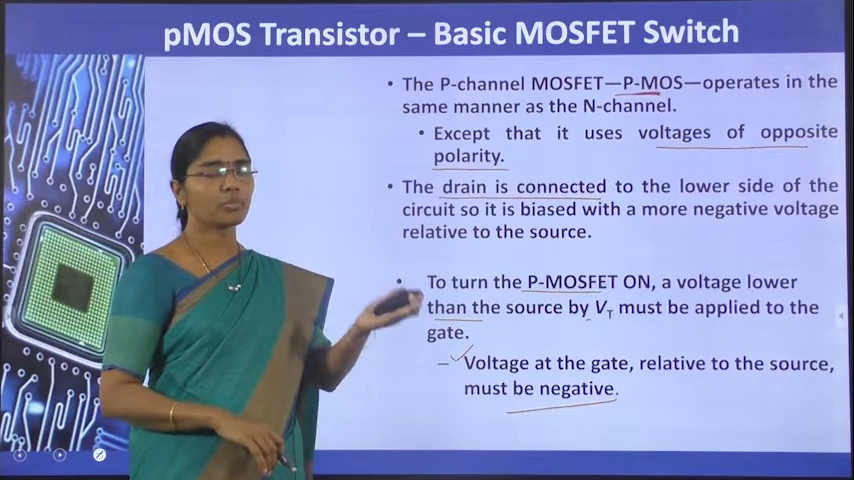 pMOS Transistor – Basic MOSFET Switch
• The P-channel MOSFET—P-MOS—operates in the
same manner as the N-channel.
• Except that it uses voltages of opposite
polarity.
• The drain is connected to the lower side of the
circuit so it is biased with a more negative voltage
relative to the source.
• To turn the P-MOSFET ON, a voltage lower
than the source by VT must be applied to the
gate.
– Voltage at the gate, relative to the source,
must be negative.